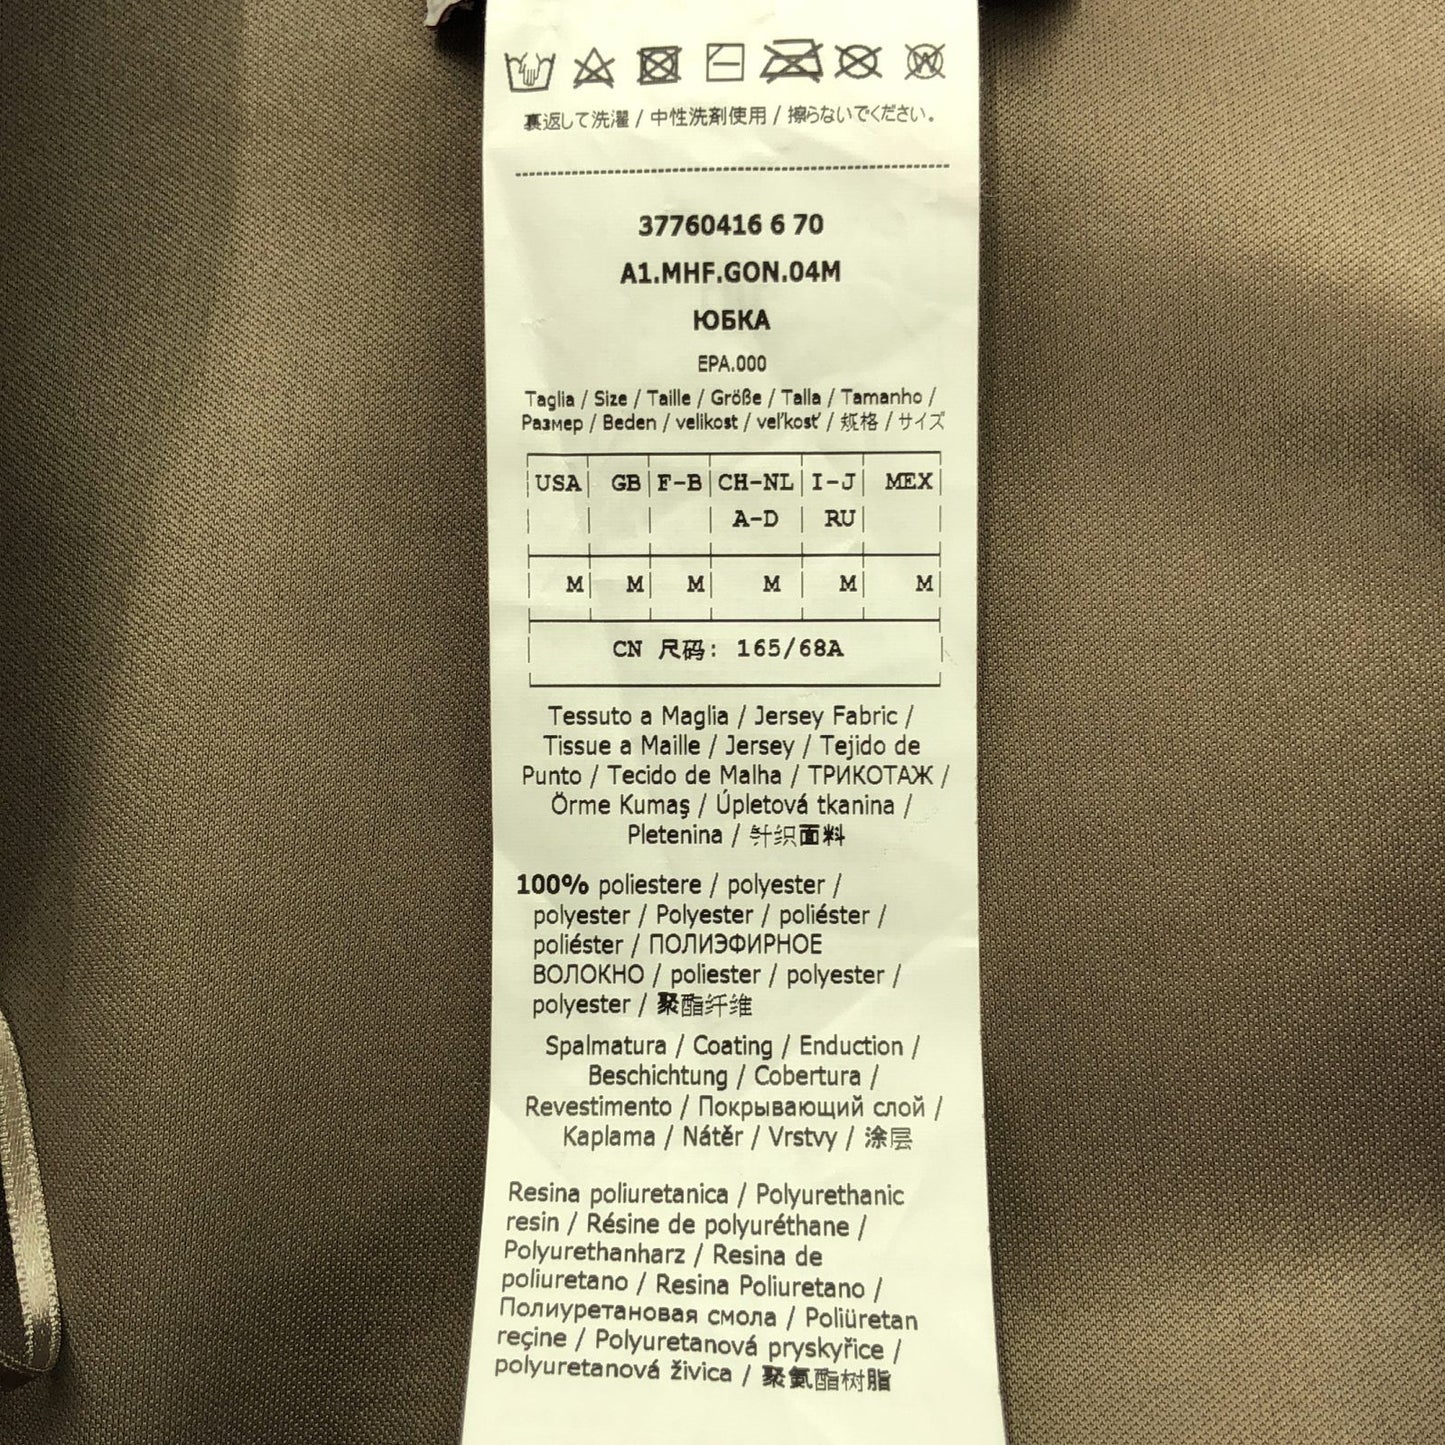 裏返して洗濯 / 中性洗剤使用 / 擦らないでください。
37760416 6 70
A1.MHF.GON.04M
ЮБКА
EPA.000
Taglia / Size / Taille / Größe / Talla / Tamanho /
Размер / Beden / velikost / veľkosť / 规格 / サイズ
USA GB F-B CH-NL I-J MEX
A-D RU
M M M M M M
CN 尺码: 165/68A
Tessuto a Maglia / Jersey Fabric /
Tissue a Maille / Jersey / Tejido de
Punto / Tecido de Malha / ТРИКОТАЖ /
Örme Kumaş / Úpletová tkanina /
Pletenina / 针织面料
100% poliestere / polyester /
polyester / Polyester / poliéster /
poliéster / ПОЛИЭФИРНОЕ
ВОЛОКНО / poliester / polyester /
polyester / 聚酯纤维
Spalmatura / Coating / Enduction /
Beschichtung / Cobertura /
Revestimento / Покрывающий слой /
Kaplama / Nátěr / Vrstvy / 涂层
Resina poliuretanica / Polyurethanic
resin / Résine de polyuréthane /
Polyurethanharz / Resina de
poliuretano / Resina Poliuretano /
Полиуретановая смола / Poliüretan
reçine / Polyuretanová pryskyřice /
polyuretanová živica / 聚氨酯树脂